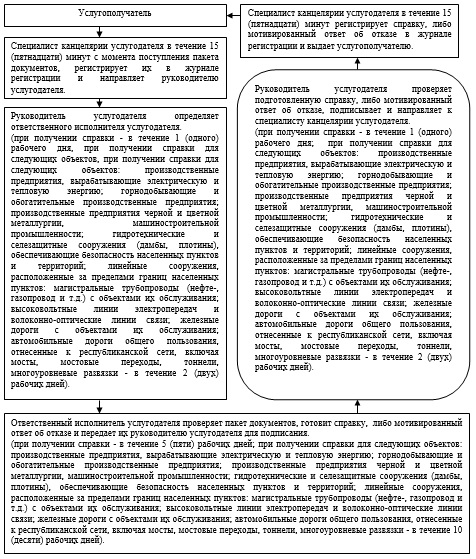 Услугополучатель
Специалист канцелярии услугодателя в течение 15
(пятнадцати) минут с момента поступления пакета
документов, регистрирует их в журнале
регистрации и направляет руководителю
услугодателя.
Руководитель услугодателя определяет
ответственного исполнителя услугодателя.
(при получении справки - в течение 1 (одного)
рабочего дня, при получении справки для
следующих объектов, при получении справки для
следующих объектов: производственные
предприятия, вырабатывающие электрическую и
тепловую энергию; горнодобывающие и
обогатительные производственные предприятия;
производственные предприятия черной и цветной
металлургии, машиностроительной
промышленности; гидротехнические и
селезащитные сооружения (дамбы, плотины),
обеспечивающие безопасность населенных пунктов
и территорий; линейные сооружения,
расположенные за пределами границ населенных
пунктов: магистральные трубопроводы (нефте-,
газопровод и т.д.) с объектами их обслуживания;
высоковольтные линии электропередач и
волоконно-оптические линии связи; железные
дороги с объектами их обслуживания;
автомобильные дороги общего пользования,
отнесенные к республиканской сети, включая
мосты, мостовые переходы, тоннели,
многоуровневые развязки - в течение 2 (двух)
рабочих дней).
Ответственный исполнитель услугодателя проверяет пакет документов, готовит справку, либо мотивированный
ответ об отказе и передает их руководителю услугодателя для подписания.
(при получении справки - в течение 5 (пяти) рабочих дней; при получении справки для следующих объектов:
производственные предприятия, вырабатывающие электрическую и тепловую энергию; горнодобывающие и
обогатительные производственные предприятия; производственные предприятия черной и цветной
металлургии, машиностроительной промышленности; гидротехнические и селезащитные сооружения (дамбы,
плотины), обеспечивающие безопасность населенных пунктов и территорий; линейные сооружения,
расположенные за пределами границ населенных пунктов: магистральные трубопроводы (нефте-, газопровод и
т.д.) с объектами их обслуживания; высоковольтные линии электропередач и волоконно-оптические линии
связи; железные дороги с объектами их обслуживания; автомобильные дороги общего пользования, отнесенные
к республиканской сети, включая мосты, мостовые переходы, тоннели, многоуровневые развязки - в течение 10
(десяти) рабочих дней).
Руководитель услугодателя проверяет
подготовленную справку, либо мотивированный ответ
об отказе, подписывает и направляет к
специалисту канцелярии услугодателя.
(при получении справки - в течение 1 (одного)
рабочего дня; при получении справки для
следующих объектов: производственные
предприятия, вырабатывающие электрическую и
тепловую энергию; горнодобывающие и
обогатительные производственные предприятия;
производственные предприятия черной и
цветной металлургии, машиностроительной
промышленности; гидротехнические и
селезащитные сооружения (дамбы, плотины),
обеспечивающие безопасность населенных
пунктов и территорий; линейные сооружения,
расположенные за пределами границ населенных
пунктов: магистральные трубопроводы (нефте-,
газопровод и т.д.) с объектами их обслуживания;
высоковольтные линии электропередач и
волоконно-оптические линии связи; железные
дороги с объектами их обслуживания;
автомобильные дороги общего пользования,
отнесенные к республиканской сети, включая
мосты, мостовые переходы, тоннели,
многоуровневые развязки - в течение 2 (двух)
рабочих дней).
Специалист канцелярии услугодателя в течение 15
(пятнадцати) минут регистрирует справку, либо
мотивированный ответ об отказе в журнале
регистрации и выдает услугополучателю.